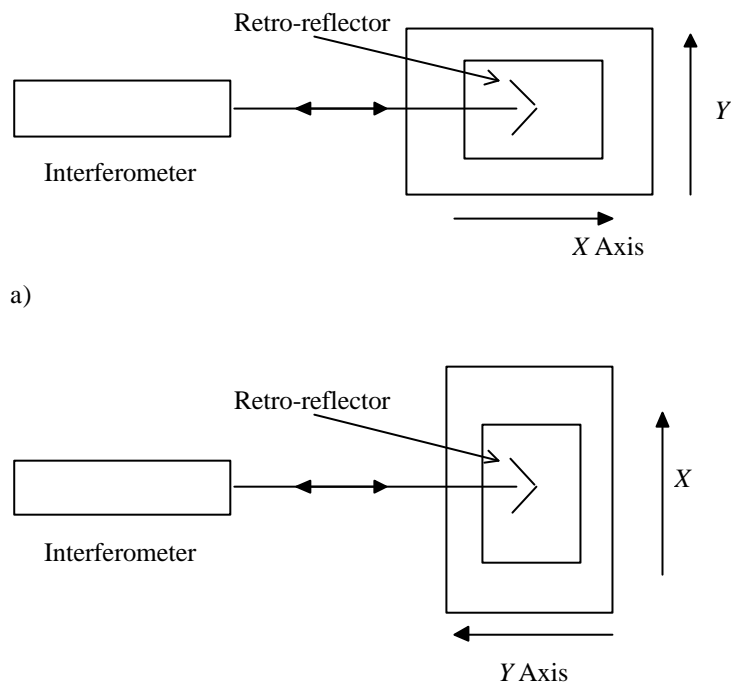 Retro-reflector
Y
Interferometer
X Axis
a)
Retro-reflector
X
Interferometer
Y Axis